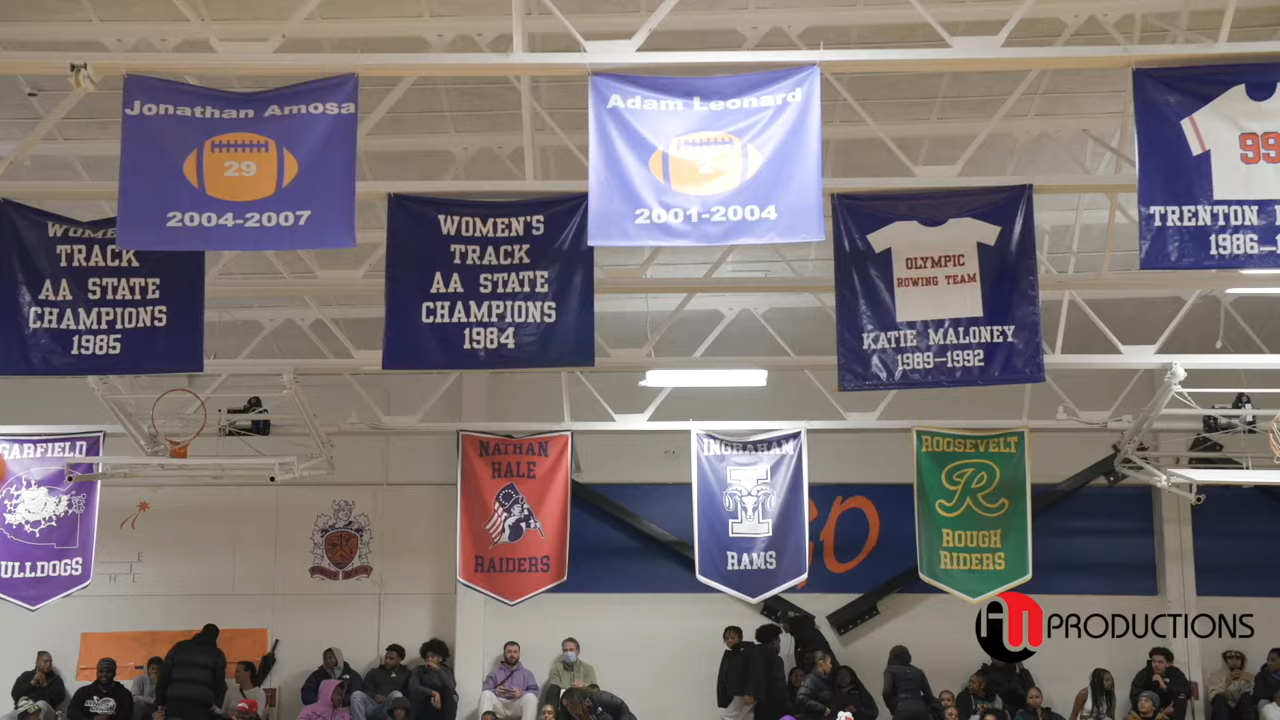 Jonathan Amosa
29
2004-2007
Adam Leonard
2001-2004
99
TRENTON
1986-
TRACK
AA STATE
CHAMPIONS
1985
WOMEN'S
TRACK
AA STATE
CHAMPIONS
1984
OLYMPIC
ROWING TEAM
KATIE MALONEY
1989-1992
GARFIELD
ULLDOGS
NATHAN
HALE
RAIDERS
INGRAHAM
I
RAMS
ROOSEVELT
R
ROUGH
RIDERS
GO
PRODUCTIONS